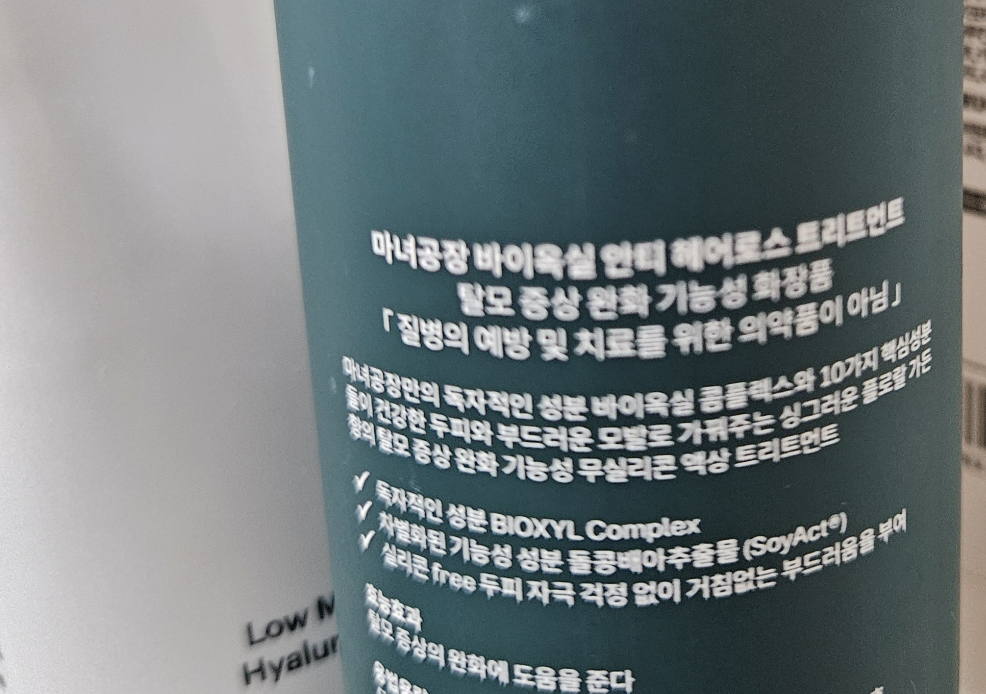 마녀공장 바이옥실 안티 헤어로스 트리트먼트
탈모 증상 완화 기능성 화장품
「질병의 예방 및 치료를 위한 의약품이 아님」
마녀공장만의 독자적인 성분 바이옥실 콤플렉스와 10가지 핵심성분
들이 건강한 두피와 부드러운 모발로 가꿔주는 싱그러운 플로랄 가든
향의 탈모 증상 완화 기능성 무실리콘 액상 트리트먼트
✓ 독자적인 성분 BIOXYL Complex
✓ 차별화된 기능성 성분 돌콩배아추출물 (SoyAct®)
✓ 실리콘 free 두피 자극 걱정 없이 거침없는 부드러움을 부여
효능효과
탈모 증상의 완화에 도움을 준다
용법용량
Low M
Hyalur